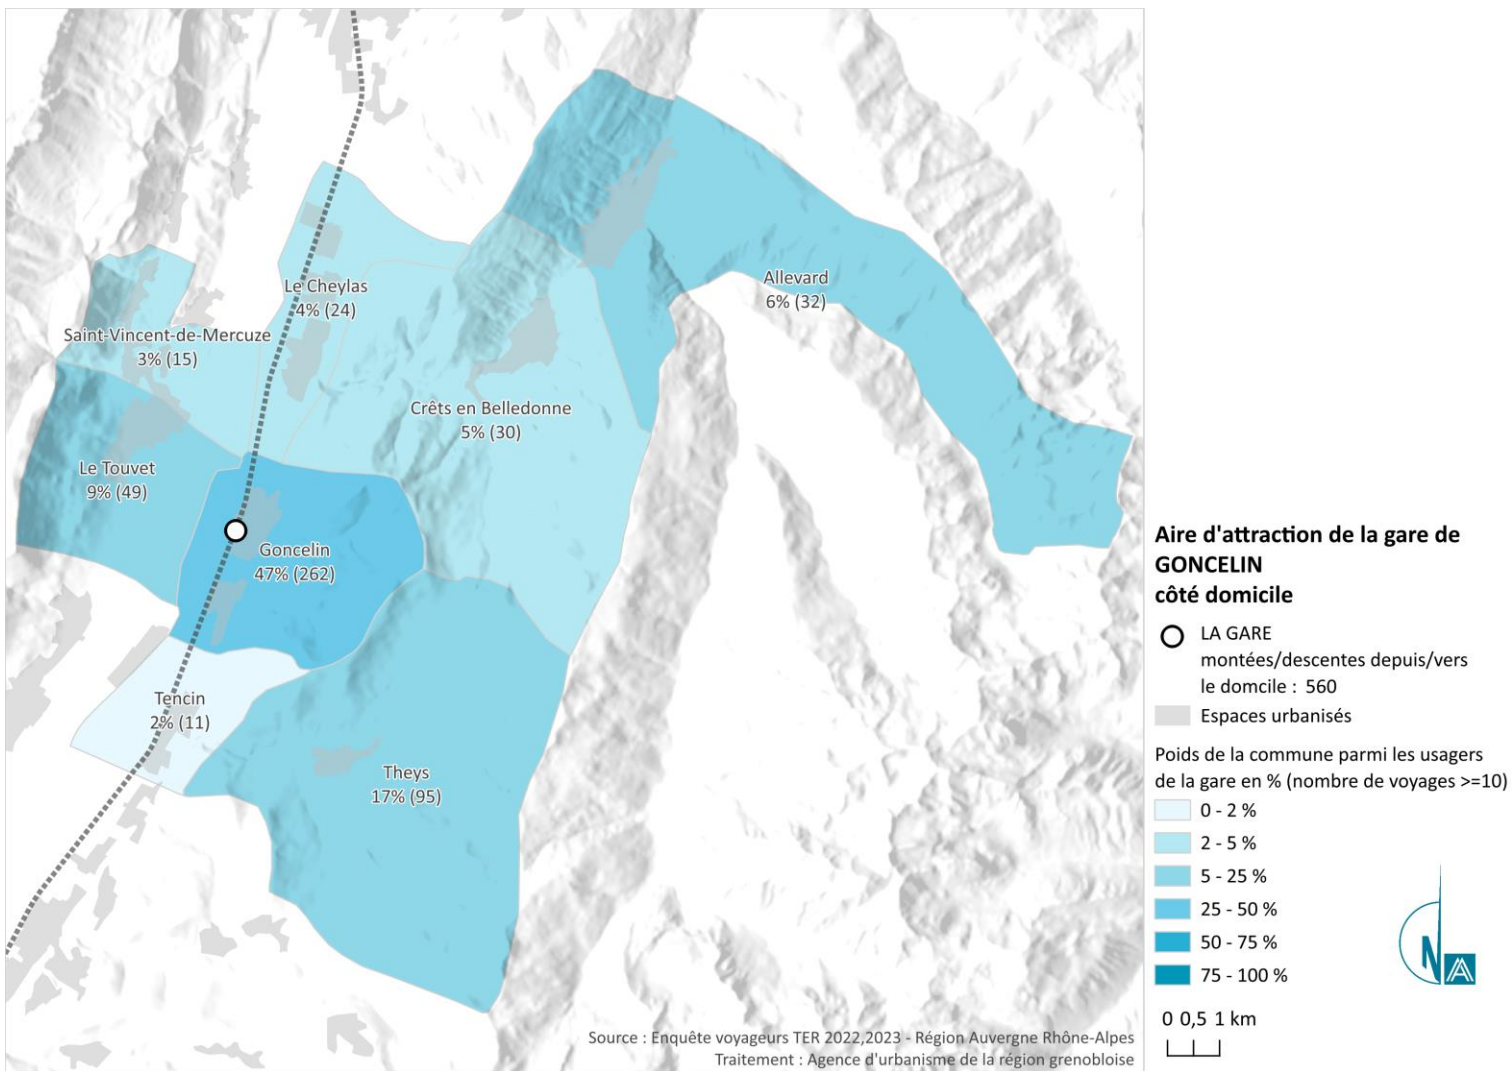 Allevard
6% (32)
Le Cheylas
4% (24)
Saint-Vincent-de-Mercuze
3% (15)
Crêts en Belledonne
5% (30)
Le Touvet
9% (49)
Goncelin
47% (262)
Tencin
2% (11)
Theys
17% (95)
Source : Enquête voyageurs TER 2022,2023 - Région Auvergne Rhône-Alpes
Traitement : Agence d'urbanisme de la région grenobloise
Aire d'attraction de la gare de
GONCELIN
côté domicile
LA GARE
montées/descentes depuis/vers
le domcile : 560
Espaces urbanisés
Poids de la commune parmi les usagers
de la gare en % (nombre de voyages >=10)
0 - 2 %
2 - 5 %
5 - 25 %
25 - 50 %
50 - 75 %
75 - 100 %
N
0 0,5 1 km